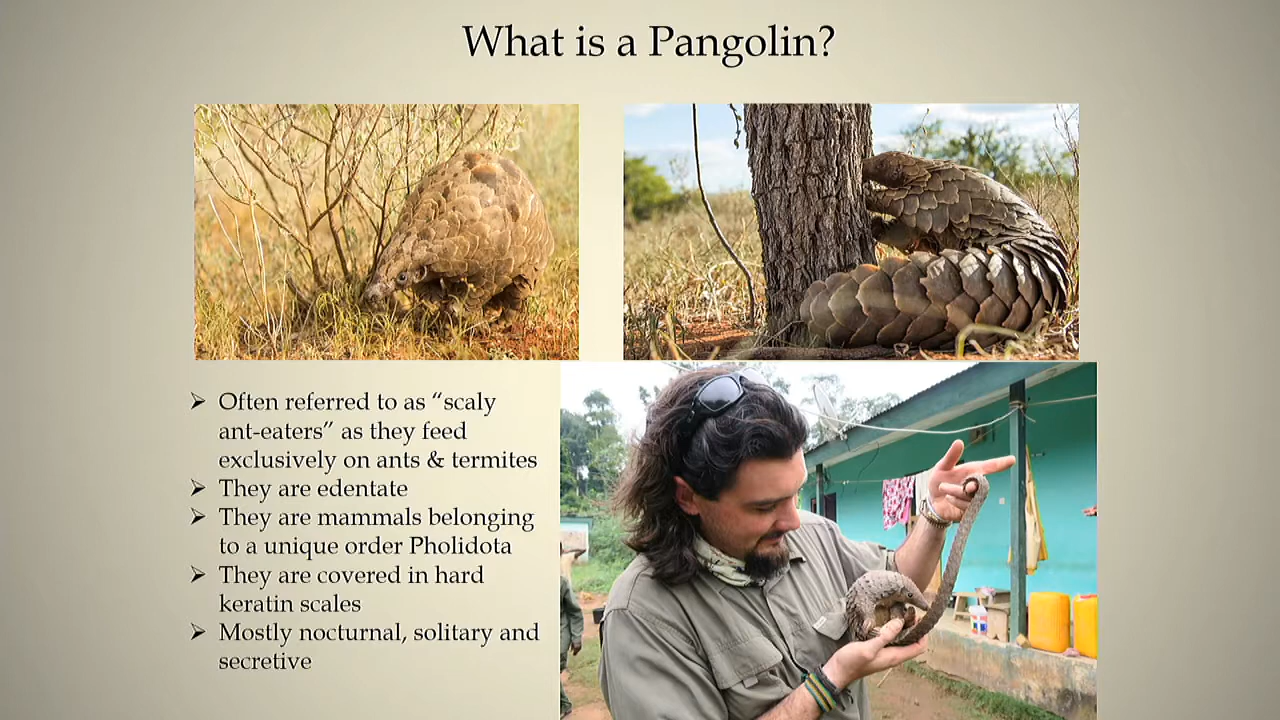 What is a Pangolin?
➢ Often referred to as “scaly
ant-eaters” as they feed
exclusively on ants & termites
➢ They are edentate
➢ They are mammals belonging
to a unique order Pholidota
➢ They are covered in hard
keratin scales
➢ Mostly nocturnal, solitary and
secretive